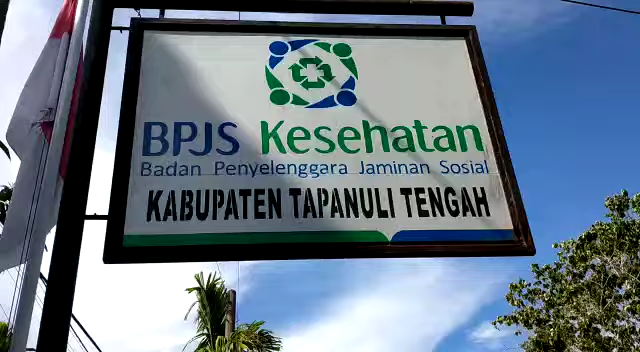 BPJS Kesehatan
Badan Penyelenggara Jaminan Sosial
KABUPATEN TAPANULI TENGAH